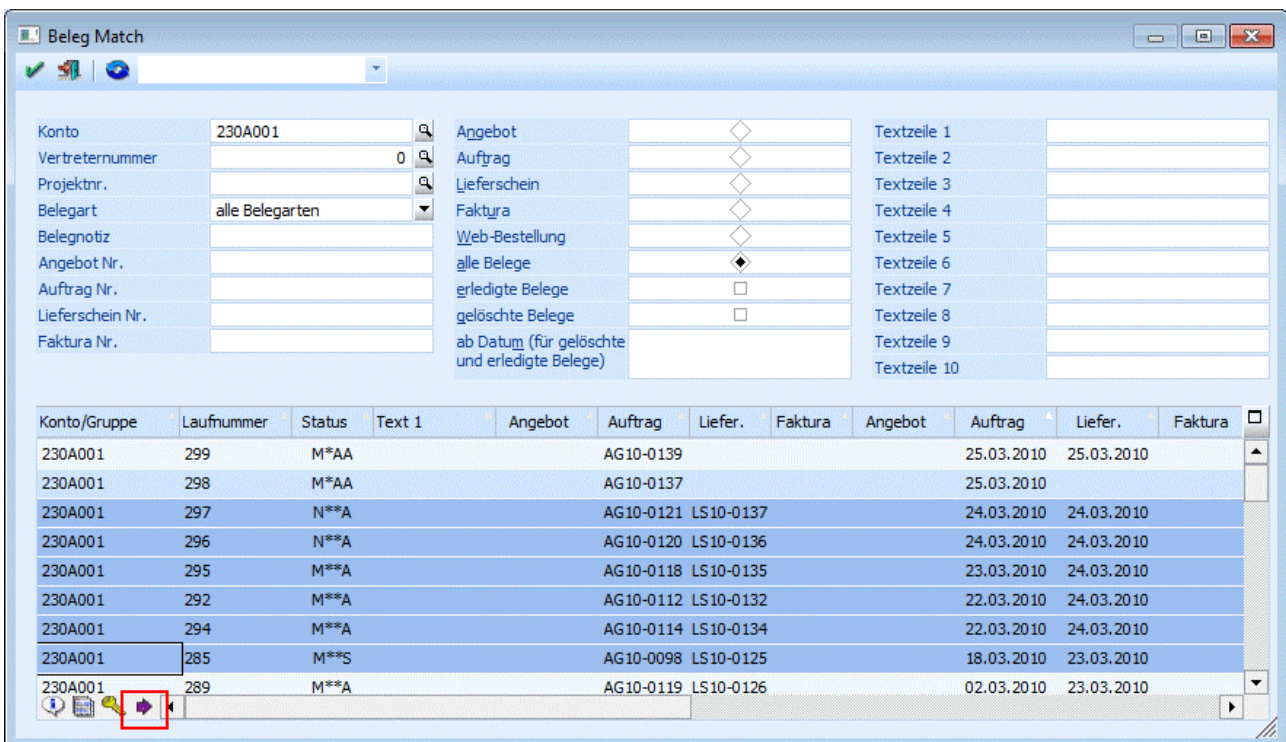 Beleg Match
Konto 230A001 Angebot Textzeile 1
Vertreternummer 0 Auftrag Textzeile 2
Projektnr. Lieferschein Textzeile 3
Belegart alle Belegarten Faktura Textzeile 4
Belegnotiz Web-Bestellung Textzeile 5
Angebot Nr. alle Belege Textzeile 6
Auftrag Nr. erledigte Belege Textzeile 7
Lieferschein Nr. gelöschte Belege Textzeile 8
Faktura Nr. ab Datum (für gelöschte Textzeile 9
und erledigte Belege) Textzeile 10
Konto/Gruppe Laufnummer Status Text 1 Angebot Auftrag Liefer. Faktura Angebot Auftrag Liefer. Faktura
230A001 299 M*AA AG10-0139 25.03.2010 25.03.2010
230A001 298 M*AA AG10-0137 25.03.2010
230A001 297 N**A AG10-0121 LS10-0137 24.03.2010 24.03.2010
230A001 296 N**A AG10-0120 LS10-0136 24.03.2010 24.03.2010
230A001 295 M**A AG10-0118 LS10-0135 23.03.2010 24.03.2010
230A001 292 M**A AG10-0112 LS10-0132 22.03.2010 24.03.2010
230A001 294 M**A AG10-0114 LS10-0134 22.03.2010 24.03.2010
230A001 285 M**S AG10-0098 LS10-0125 18.03.2010 23.03.2010
230A001 289 M**A AG10-0119 LS10-0126 02.03.2010 23.03.2010